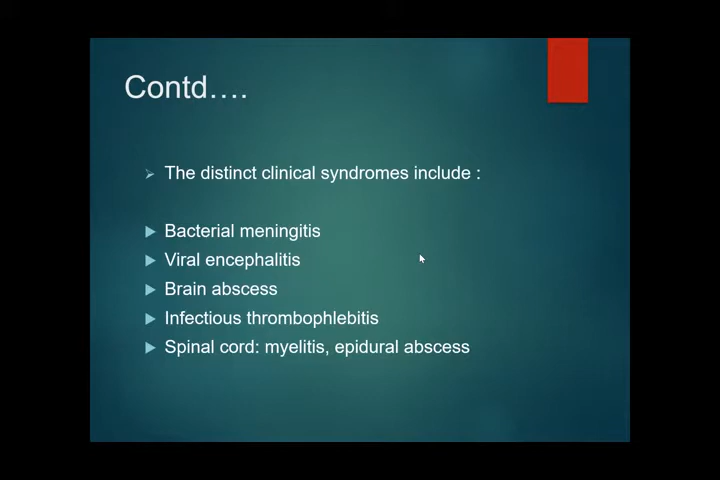 Contd....
The distinct clinical syndromes include :
Bacterial meningitis
Viral encephalitis
Brain abscess
Infectious thrombophlebitis
Spinal cord: myelitis, epidural abscess